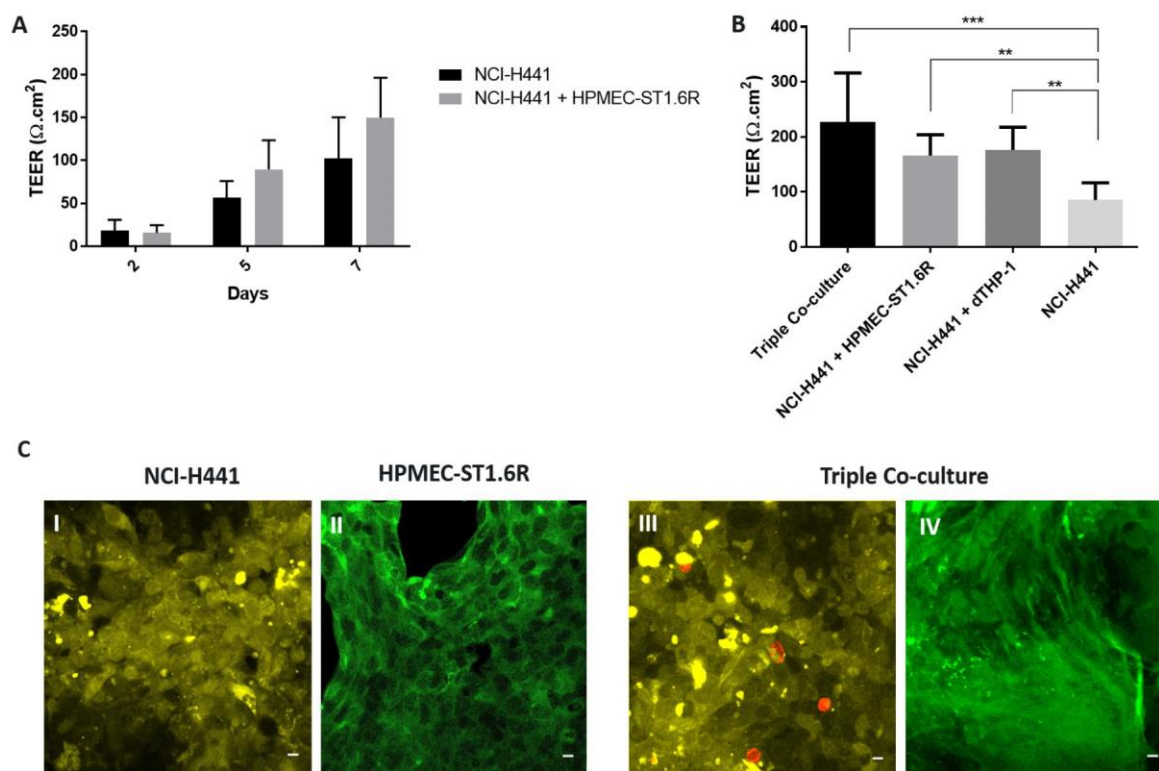 A
250
200
150
100
50
0
TEER (Ω.cm²)
2
5
7
Days
NCI-H441
NCI-H441 + HPMEC-ST1.6R
B
***
**
**
400
300
200
100
0
TEER (Ω.cm²)
Triple Co-culture
NCI-H441 + HPMEC-ST1.6R
NCI-H441 + dTHP-1
NCI-H441
C
NCI-H441
HPMEC-ST1.6R
Triple Co-culture
I
II
III
IV